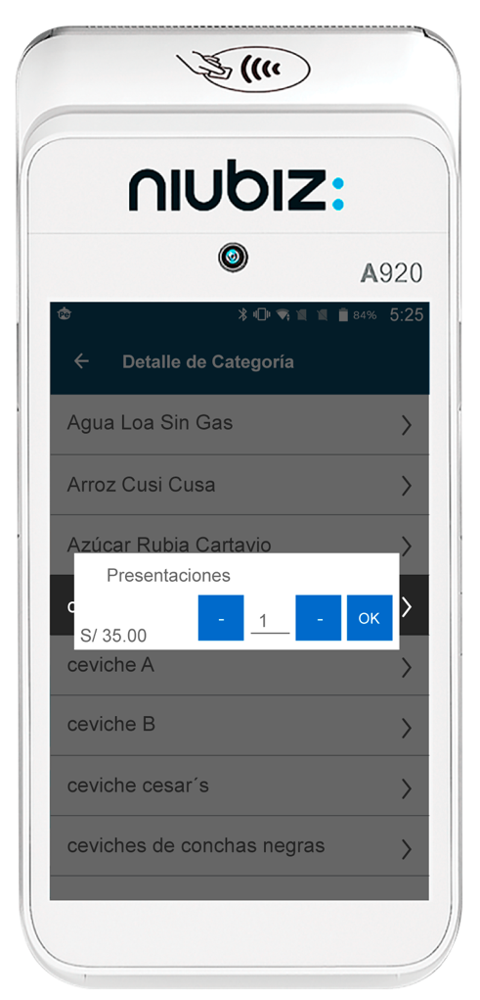 niubiz:
A920
84% 5:25
Detalle de Categoría
Agua Loa Sin Gas
Arroz Cusi Cusa
Azúcar Rubia Cartavio
Presentaciones
c
S/ 35.00 - 1 - OK
ceviche A
ceviche B
ceviche cesar´s
ceviches de conchas negras